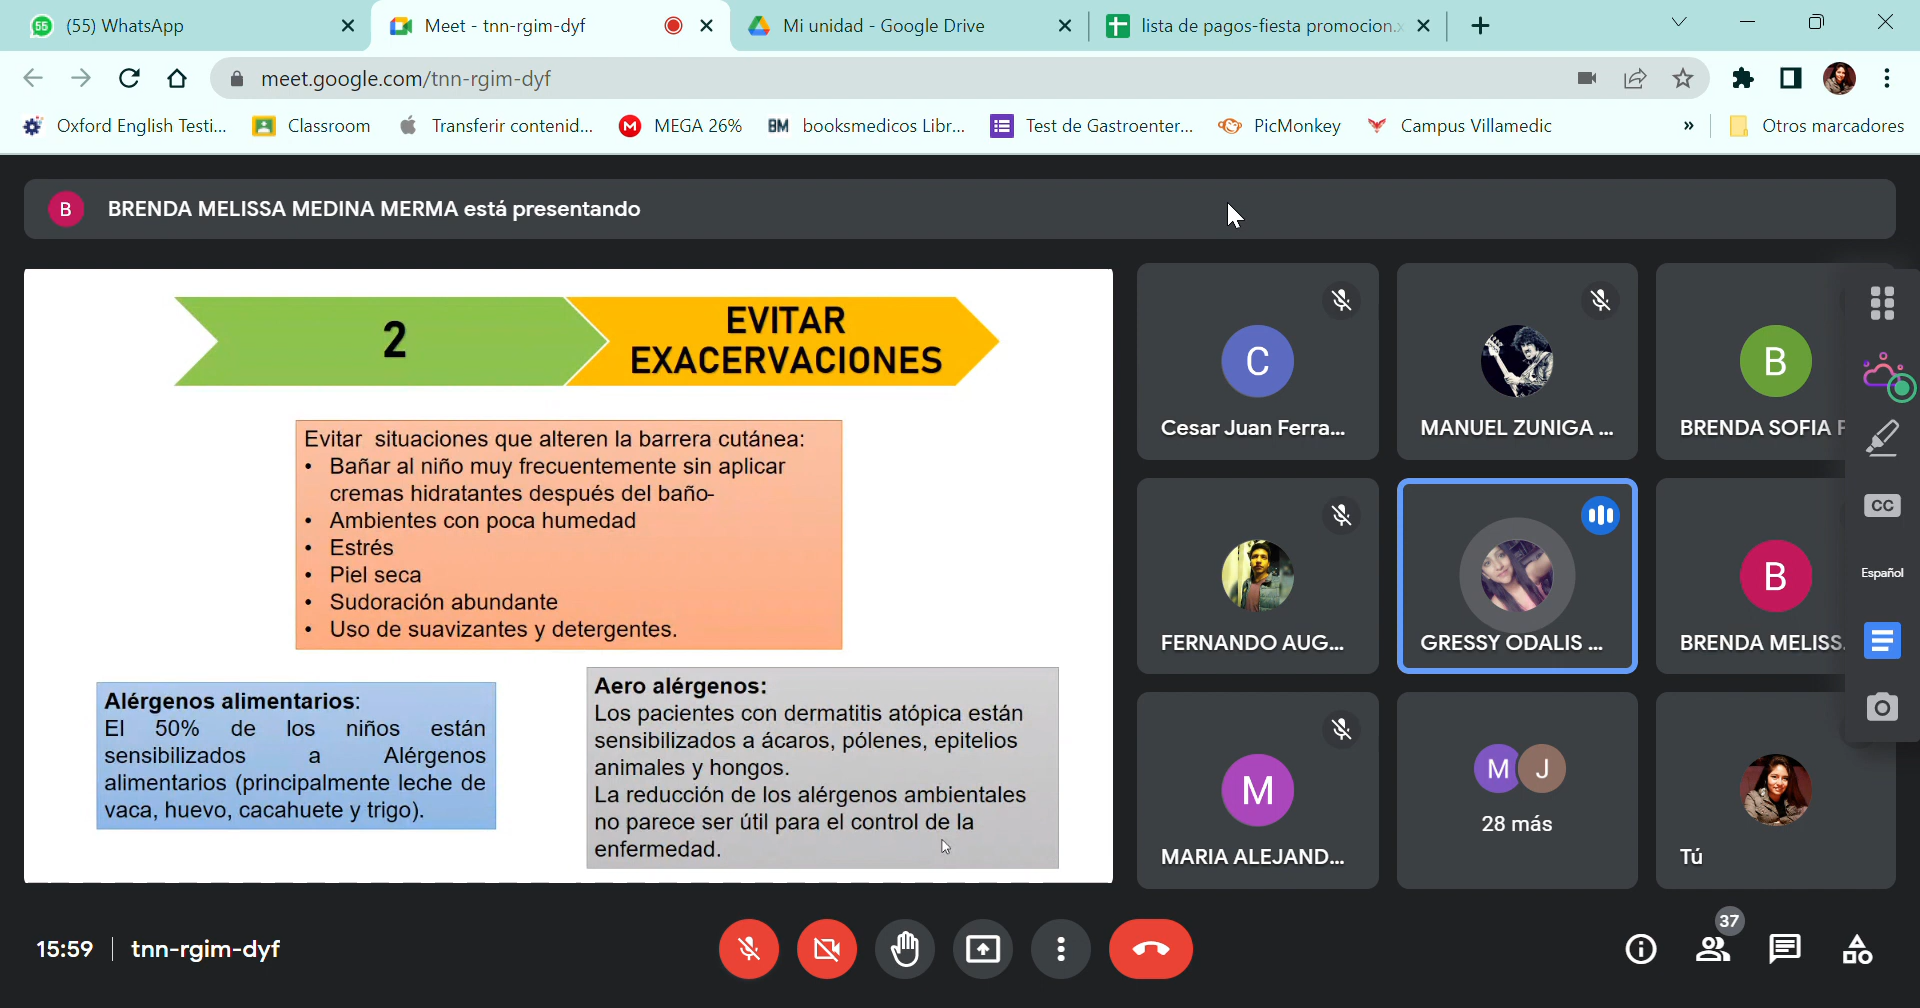 55
(55) WhatsApp
Meet - tnn-rgim-dyf
Mi unidad - Google Drive
lista de pagos-fiesta promocion.x
meet.google.com/tnn-rgim-dyf
Oxford English Testi...
Classroom
Transferir contenid...
M
MEGA 26%
BM
booksmedicos Libr...
Test de Gastroenter...
PicMonkey
Campus Villamedic
»
Otros marcadores
B
BRENDA MELISSA MEDINA MERMA está presentando
2
EVITAR
EXACERVACIONES
Evitar situaciones que alteren la barrera cutánea:
• Bañar al niño muy frecuentemente sin aplicar
cremas hidratantes después del baño-
• Ambientes con poca humedad
• Estrés
• Piel seca
• Sudoración abundante
• Uso de suavizantes y detergentes.
Alérgenos alimentarios:
El 50% de los niños están
sensibilizados a Alérgenos
alimentarios (principalmente leche de
vaca, huevo, cacahuete y trigo).
Aero alérgenos:
Los pacientes con dermatitis atópica están
sensibilizados a ácaros, pólenes, epitelios
animales y hongos.
La reducción de los alérgenos ambientales
no parece ser útil para el control de la
enfermedad.
C
Cesar Juan Ferra...
MANUEL ZUNIGA ...
B
BRENDA SOFIA
FERNANDO AUG...
GRESSY ODALIS ...
B
BRENDA MELISS.
M
MARIA ALEJAND...
M J
28 más
Tú
CC
Español
15:59
tnn-rgim-dyf
37